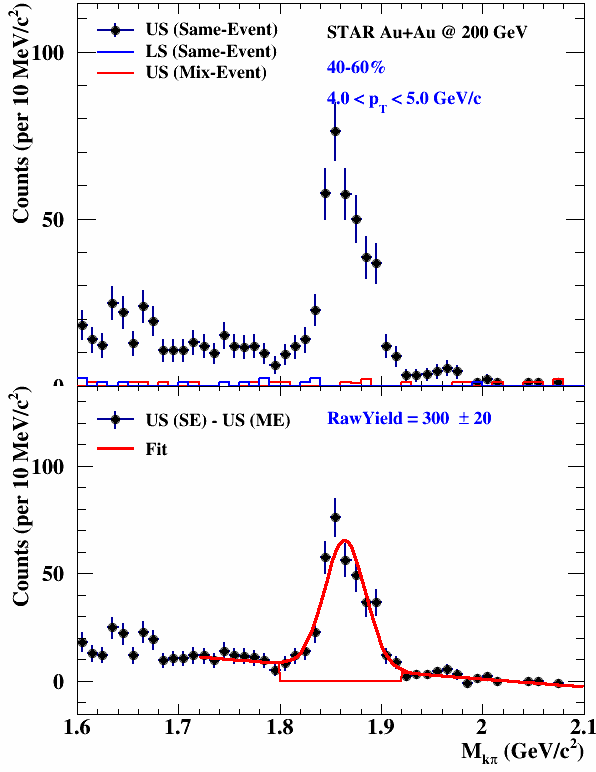 Counts (per 10 MeV/c²)
100
50
0
US (Same-Event)
LS (Same-Event)
US (Mix-Event)
STAR Au+Au @ 200 GeV
40-60%
4.0 < p_T < 5.0 GeV/c
Counts (per 10 MeV/c²)
100
50
0
US (SE) - US (ME)
Fit
RawYield = 300 ± 20
1.6 1.7 1.8 1.9 2 2.1
M_kπ (GeV/c²)